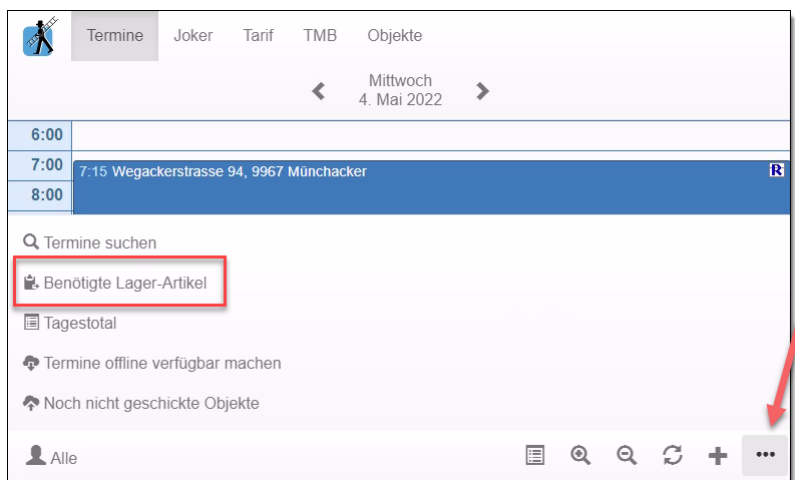 Termine Joker Tarif TMB Objekte
Mittwoch
4. Mai 2022
6:00
7:00
7:15 Wegackerstrasse 94, 9967 Münchacker R
8:00
Termine suchen
Benötigte Lager-Artikel
Tagestotal
Termine offline verfügbar machen
Noch nicht geschickte Objekte
Alle